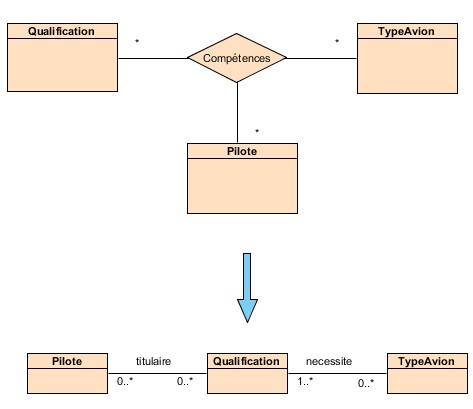 Qualification
TypeAvion
*
*
Compétences
*
Pilote
Pilote
titulaire
Qualification
necessite
TypeAvion
0..*
0..*
1..*
0..*